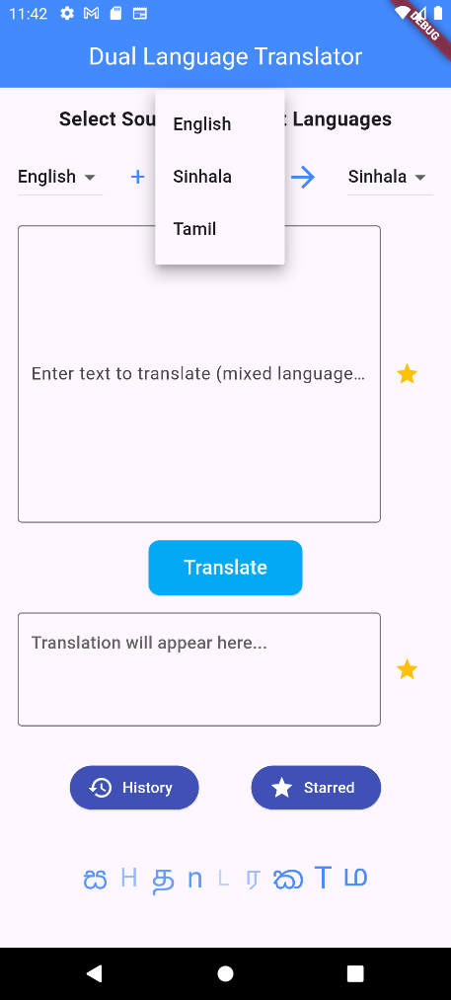 11:42
DEBUG
Dual Language Translator
Select Sou
t Languages
English
Sinhala
Tamil
English + → Sinhala
Enter text to translate (mixed language…
Translate
Translation will appear here...
History
Starred
ස H த n L ர ක T ம